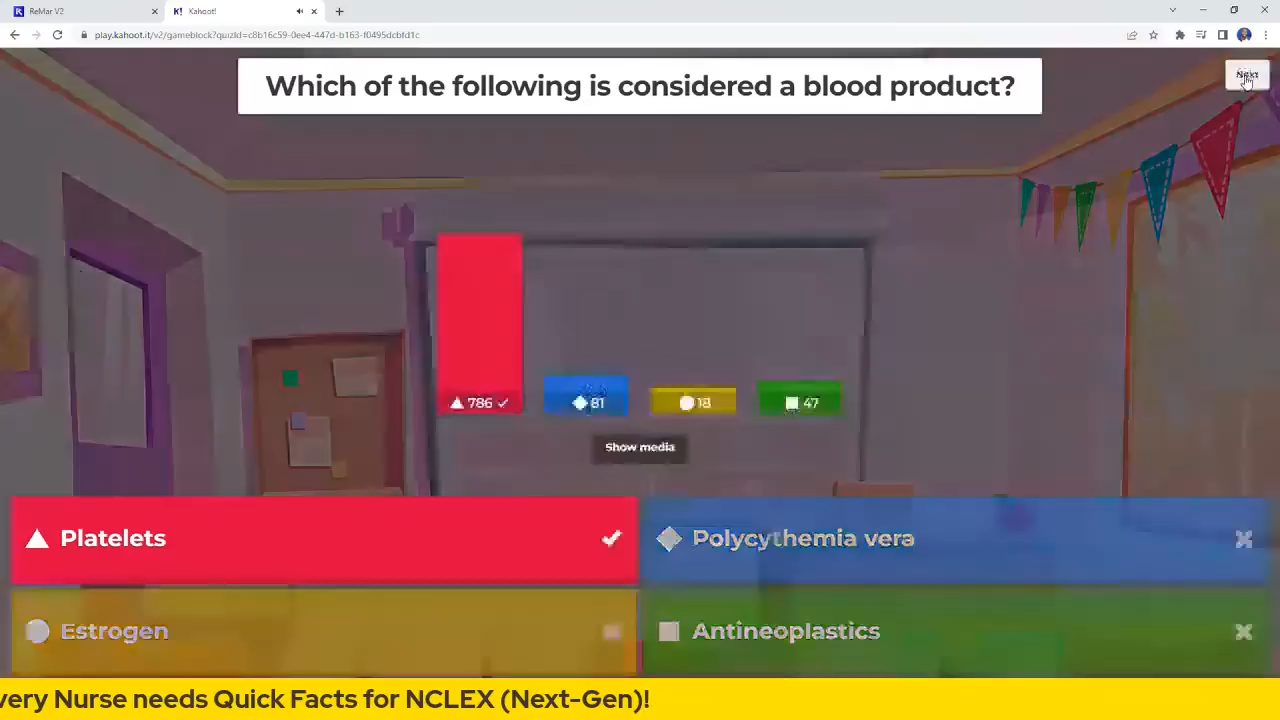 ReMar V2
K! Kahoot!
play.kahoot.it/v2/gameblock?quizId=c8b16c59-0ee4-447d-b163-f0495dcbfd1c
Which of the following is considered a blood product?
Next
786
81
18
47
Show media
Platelets
Polycythemia vera
Estrogen
Antineoplastics
very Nurse needs Quick Facts for NCLEX (Next-Gen)!